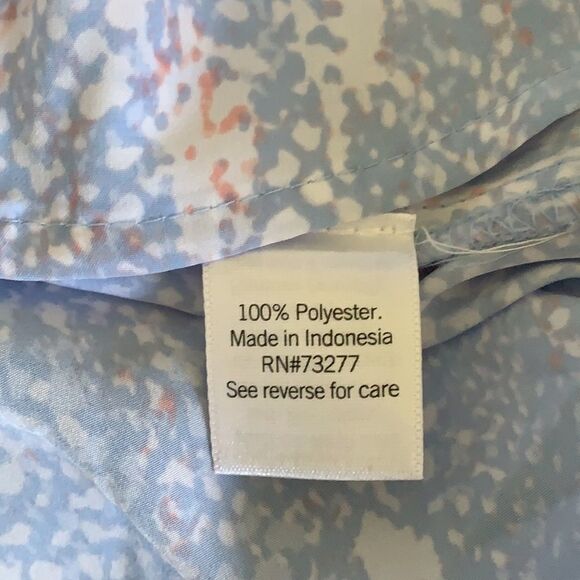 100% Polyester.
Made in Indonesia
RN#73277
See reverse for care